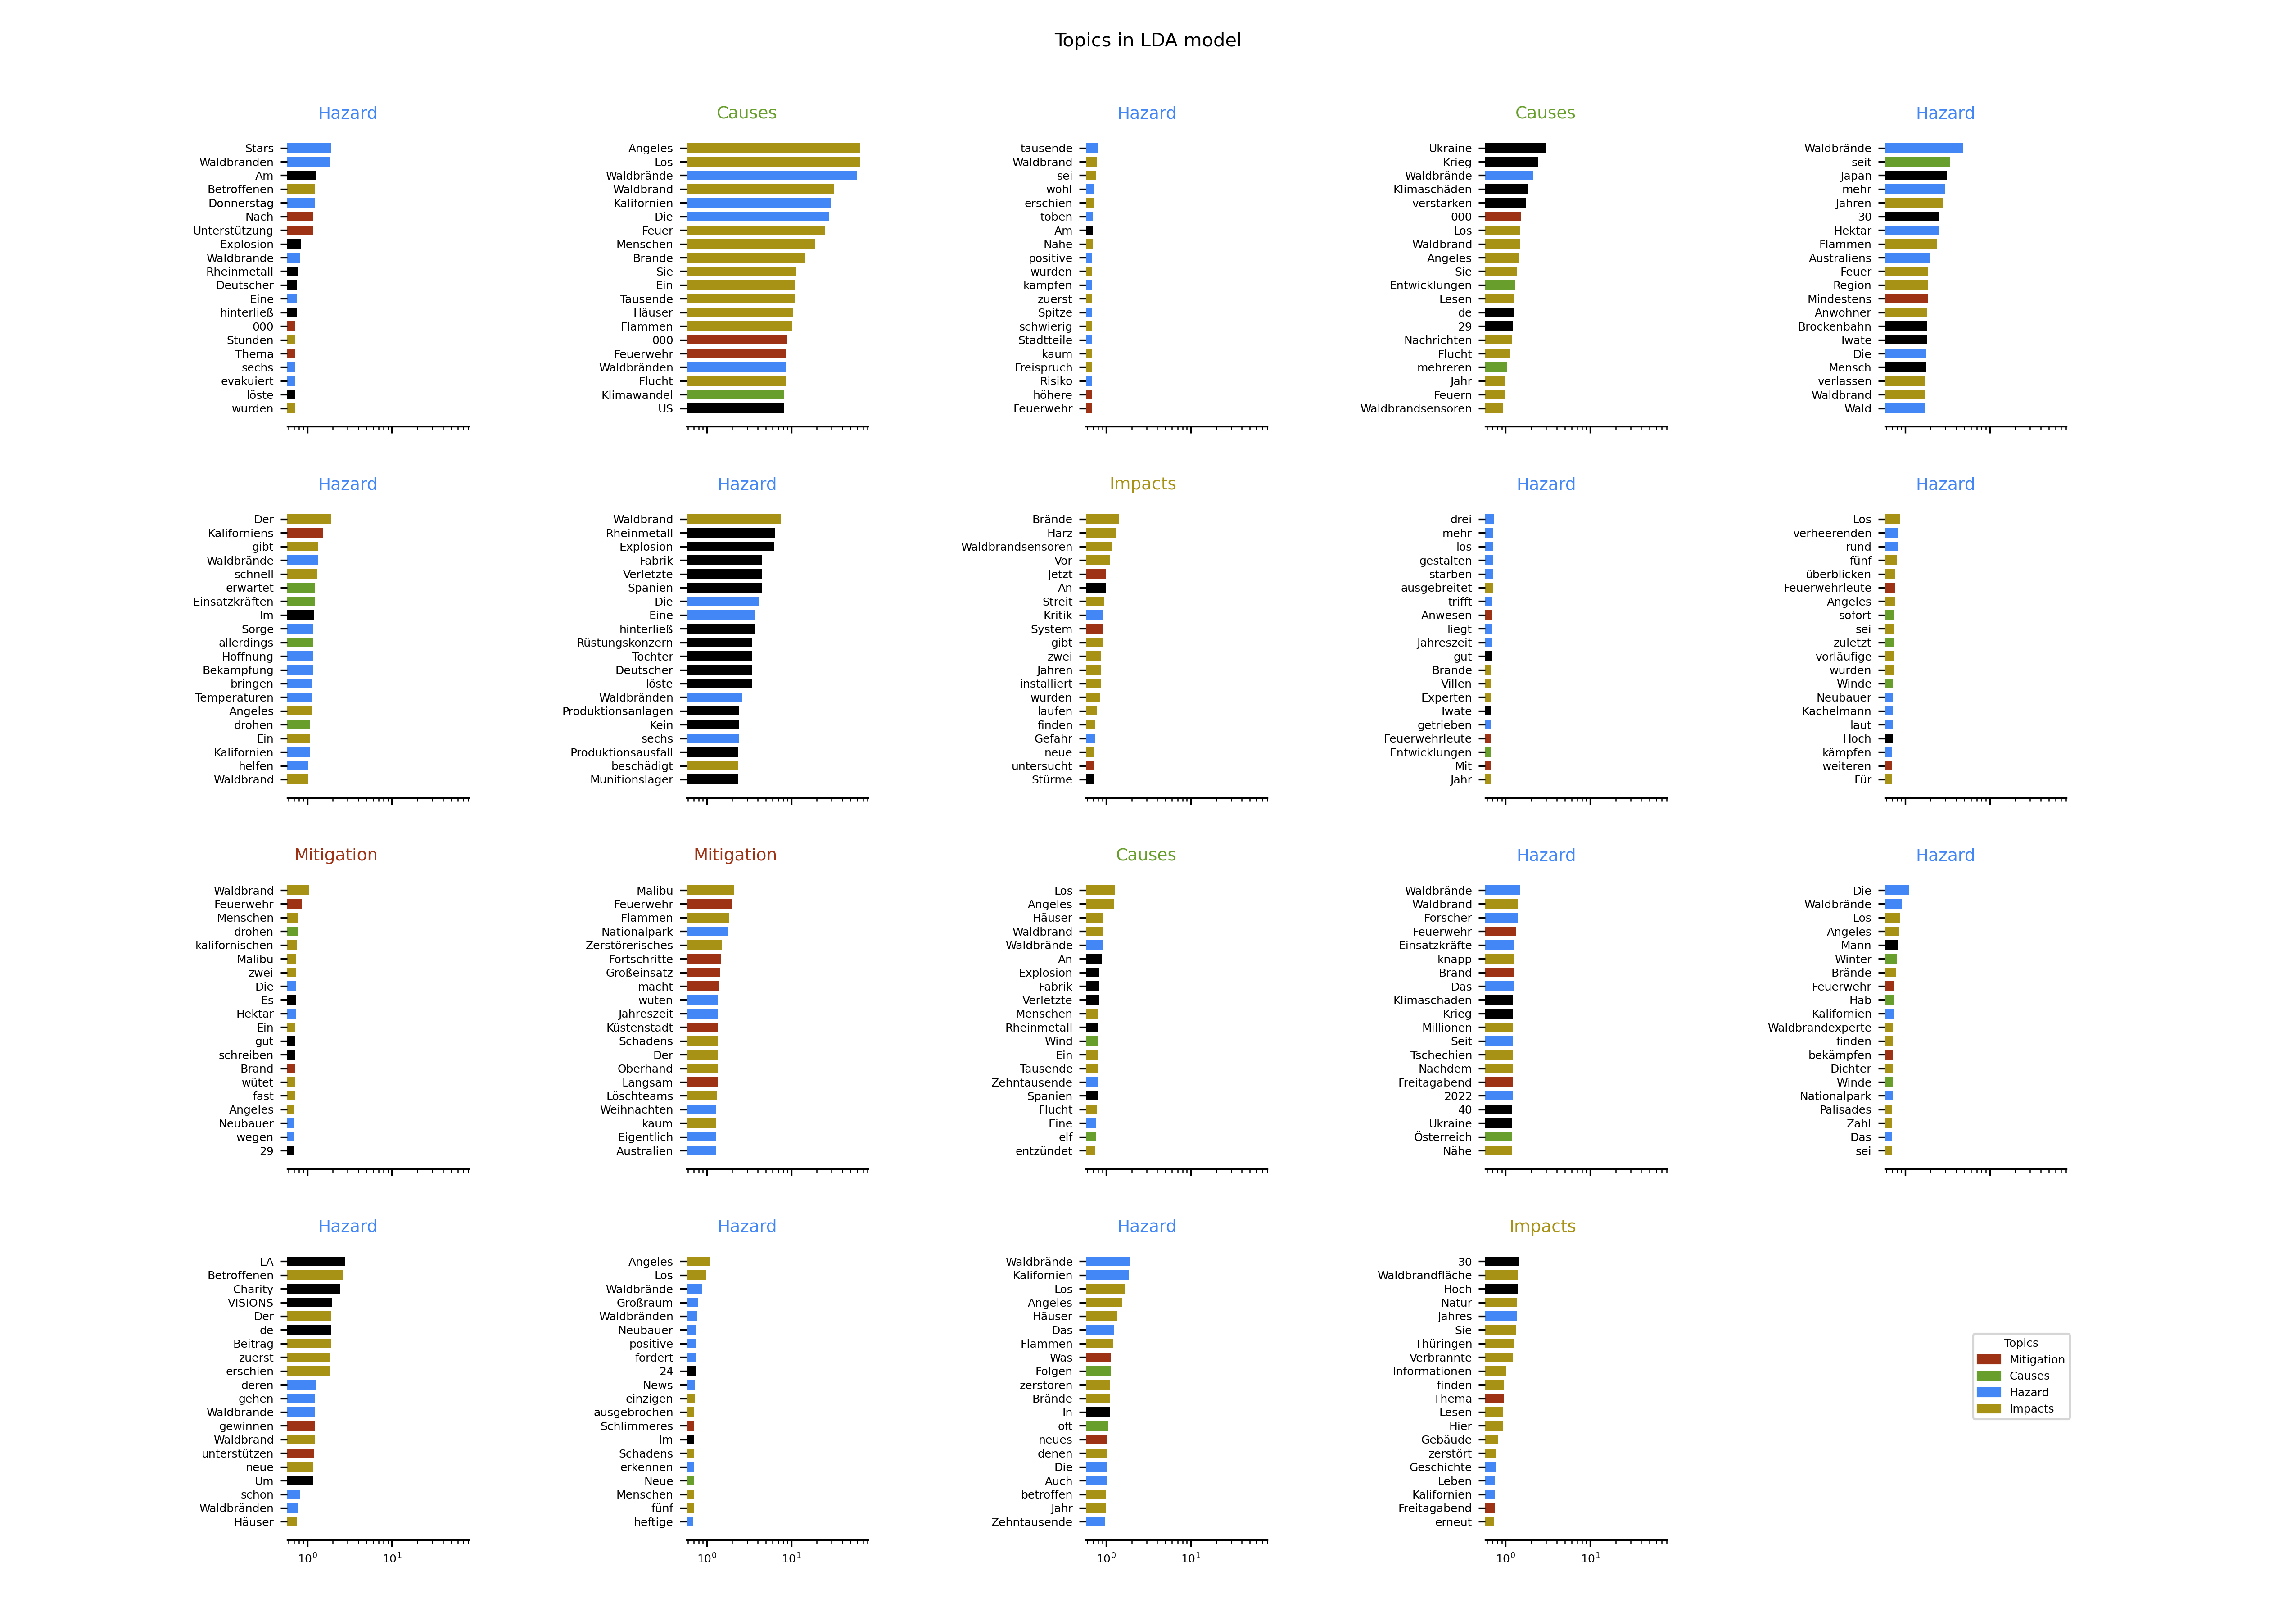 Topics in LDA model
Hazard
Stars
Waldbränden
Am
Betroffenen
Donnerstag
Nach
Unterstützung
Explosion
Waldbrände
Rheinmetall
Deutscher
Eine
hinterließ
000
Stunden
Thema
sechs
evakuiert
löste
wurden
Causes
Angeles
Los
Waldbrände
Waldbrand
Kalifornien
Die
Feuer
Menschen
Brände
Sie
Ein
Tausende
Häuser
Flammen
000
Feuerwehr
Waldbränden
Flucht
Klimawandel
US
Hazard
tausende
Waldbrand
sei
wohl
erschien
toben
Am
Nähe
positive
wurden
kämpfen
zuerst
Spitze
schwierig
Stadtteile
kaum
Freispruch
Risiko
höhere
Feuerwehr
Causes
Ukraine
Krieg
Waldbrände
Klimaschäden
verstärken
000
Los
Waldbrand
Angeles
Sie
Entwicklungen
Lesen
de
29
Nachrichten
Flucht
mehreren
Jahr
Feuern
Waldbrandsensoren
Hazard
Waldbrände
seit
Japan
mehr
Jahren
30
Hektar
Flammen
Australiens
Feuer
Region
Mindestens
Anwohner
Brockenbahn
Iwate
Die
Mensch
verlassen
Waldbrand
Wald
Hazard
Der
Kaliforniens
gibt
Waldbrände
schnell
erwartet
Einsatzkräften
Im
Sorge
allerdings
Hoffnung
Bekämpfung
bringen
Temperaturen
Angeles
drohen
Ein
Kalifornien
helfen
Waldbrand
Hazard
Waldbrand
Rheinmetall
Explosion
Fabrik
Verletzte
Spanien
Die
Eine
hinterließ
Rüstungskonzern
Tochter
Deutscher
löste
Waldbränden
Produktionsanlagen
Kein
sechs
Produktionsausfall
beschädigt
Munitionslager
Impacts
Brände
Harz
Waldbrandsensoren
Vor
Jetzt
An
Streit
Kritik
System
gibt
zwei
Jahren
installiert
wurden
laufen
finden
Gefahr
neue
untersucht
Stürme
Hazard
drei
mehr
los
gestalten
starben
ausgebreitet
trifft
Anwesen
liegt
Jahreszeit
gut
Brände
Villen
Experten
Iwate
getrieben
Feuerwehrleute
Entwicklungen
Mit
Jahr
Hazard
Los
verheerenden
rund
fünf
überblicken
Feuerwehrleute
Angeles
sofort
sei
zuletzt
vorläufige
wurden
Winde
Neubauer
Kachelmann
laut
Hoch
kämpfen
weiteren
Für
Mitigation
Waldbrand
Feuerwehr
Menschen
drohen
kalifornischen
Malibu
zwei
Die
Es
Hektar
Ein
gut
schreiben
Brand
wütet
fast
Angeles
Neubauer
wegen
29
Mitigation
Malibu
Feuerwehr
Flammen
Nationalpark
Zerstörerisches
Fortschritte
Großeinsatz
macht
wüten
Jahreszeit
Küstenstadt
Schadens
Der
Oberhand
Langsam
Löschteams
Weihnachten
kaum
Eigentlich
Australien
Causes
Los
Angeles
Häuser
Waldbrand
Waldbrände
An
Explosion
Fabrik
Verletzte
Menschen
Rheinmetall
Wind
Ein
Tausende
Zehntausende
Spanien
Flucht
Eine
elf
entzündet
Hazard
Waldbrände
Waldbrand
Forscher
Feuerwehr
Einsatzkräfte
knapp
Brand
Das
Klimaschäden
Krieg
Millionen
Seit
Tschechien
Nachdem
Freitagabend
2022
40
Ukraine
Österreich
Nähe
Hazard
Die
Waldbrände
Los
Angeles
Mann
Winter
Brände
Feuerwehr
Hab
Kalifornien
Waldbrandexperte
finden
bekämpfen
Dichter
Winde
Nationalpark
Palisades
Zahl
Das
sei
Hazard
LA
Betroffenen
Charity
VISIONS
Der
de
Beitrag
zuerst
erschien
deren
gehen
Waldbrände
gewinnen
Waldbrand
unterstützen
neue
Um
schon
Waldbränden
Häuser
10⁰ 10¹
Hazard
Angeles
Los
Waldbrände
Großraum
Waldbränden
Neubauer
positive
fordert
24
News
einzigen
ausgebrochen
Schlimmeres
Im
Schadens
erkennen
Neue
Menschen
fünf
heftige
10⁰ 10¹
Hazard
Waldbrände
Kalifornien
Los
Angeles
Häuser
Das
Flammen
Was
Folgen
zerstören
Brände
In
oft
neues
denen
Die
Auch
betroffen
Jahr
Zehntausende
10⁰ 10¹
Impacts
30
Waldbrandfläche
Hoch
Natur
Jahres
Sie
Thüringen
Verbrannte
Informationen
finden
Thema
Lesen
Hier
Gebäude
zerstört
Geschichte
Leben
Kalifornien
Freitagabend
erneut
10⁰ 10¹
Topics
Mitigation
Causes
Hazard
Impacts